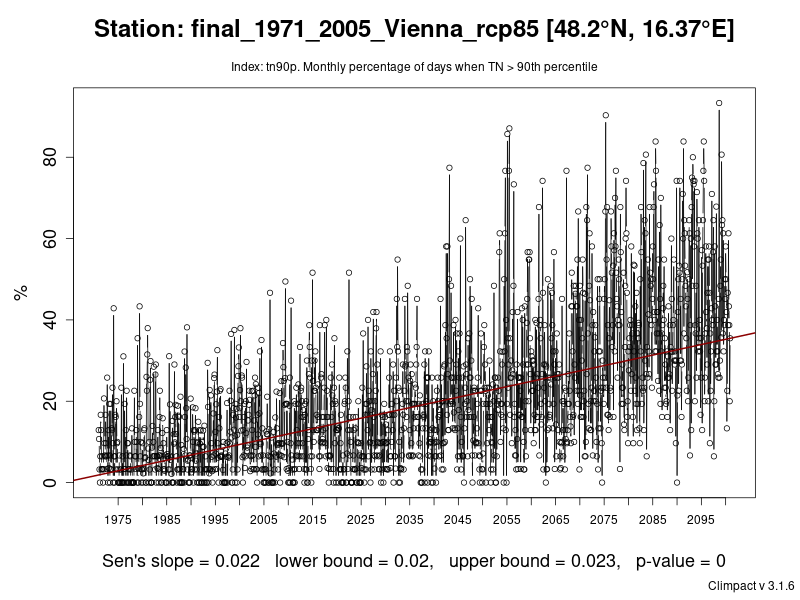 Station: final_1971_2005_Vienna_rcp85 [48.2°N, 16.37°E]
Index: tn90p. Monthly percentage of days when TN > 90th percentile
%
80
60
40
20
0
1975 1985 1995 2005 2015 2025 2035 2045 2055 2065 2075 2085 2095
Sen's slope = 0.022 lower bound = 0.02, upper bound = 0.023, p-value = 0
Climpact v 3.1.6